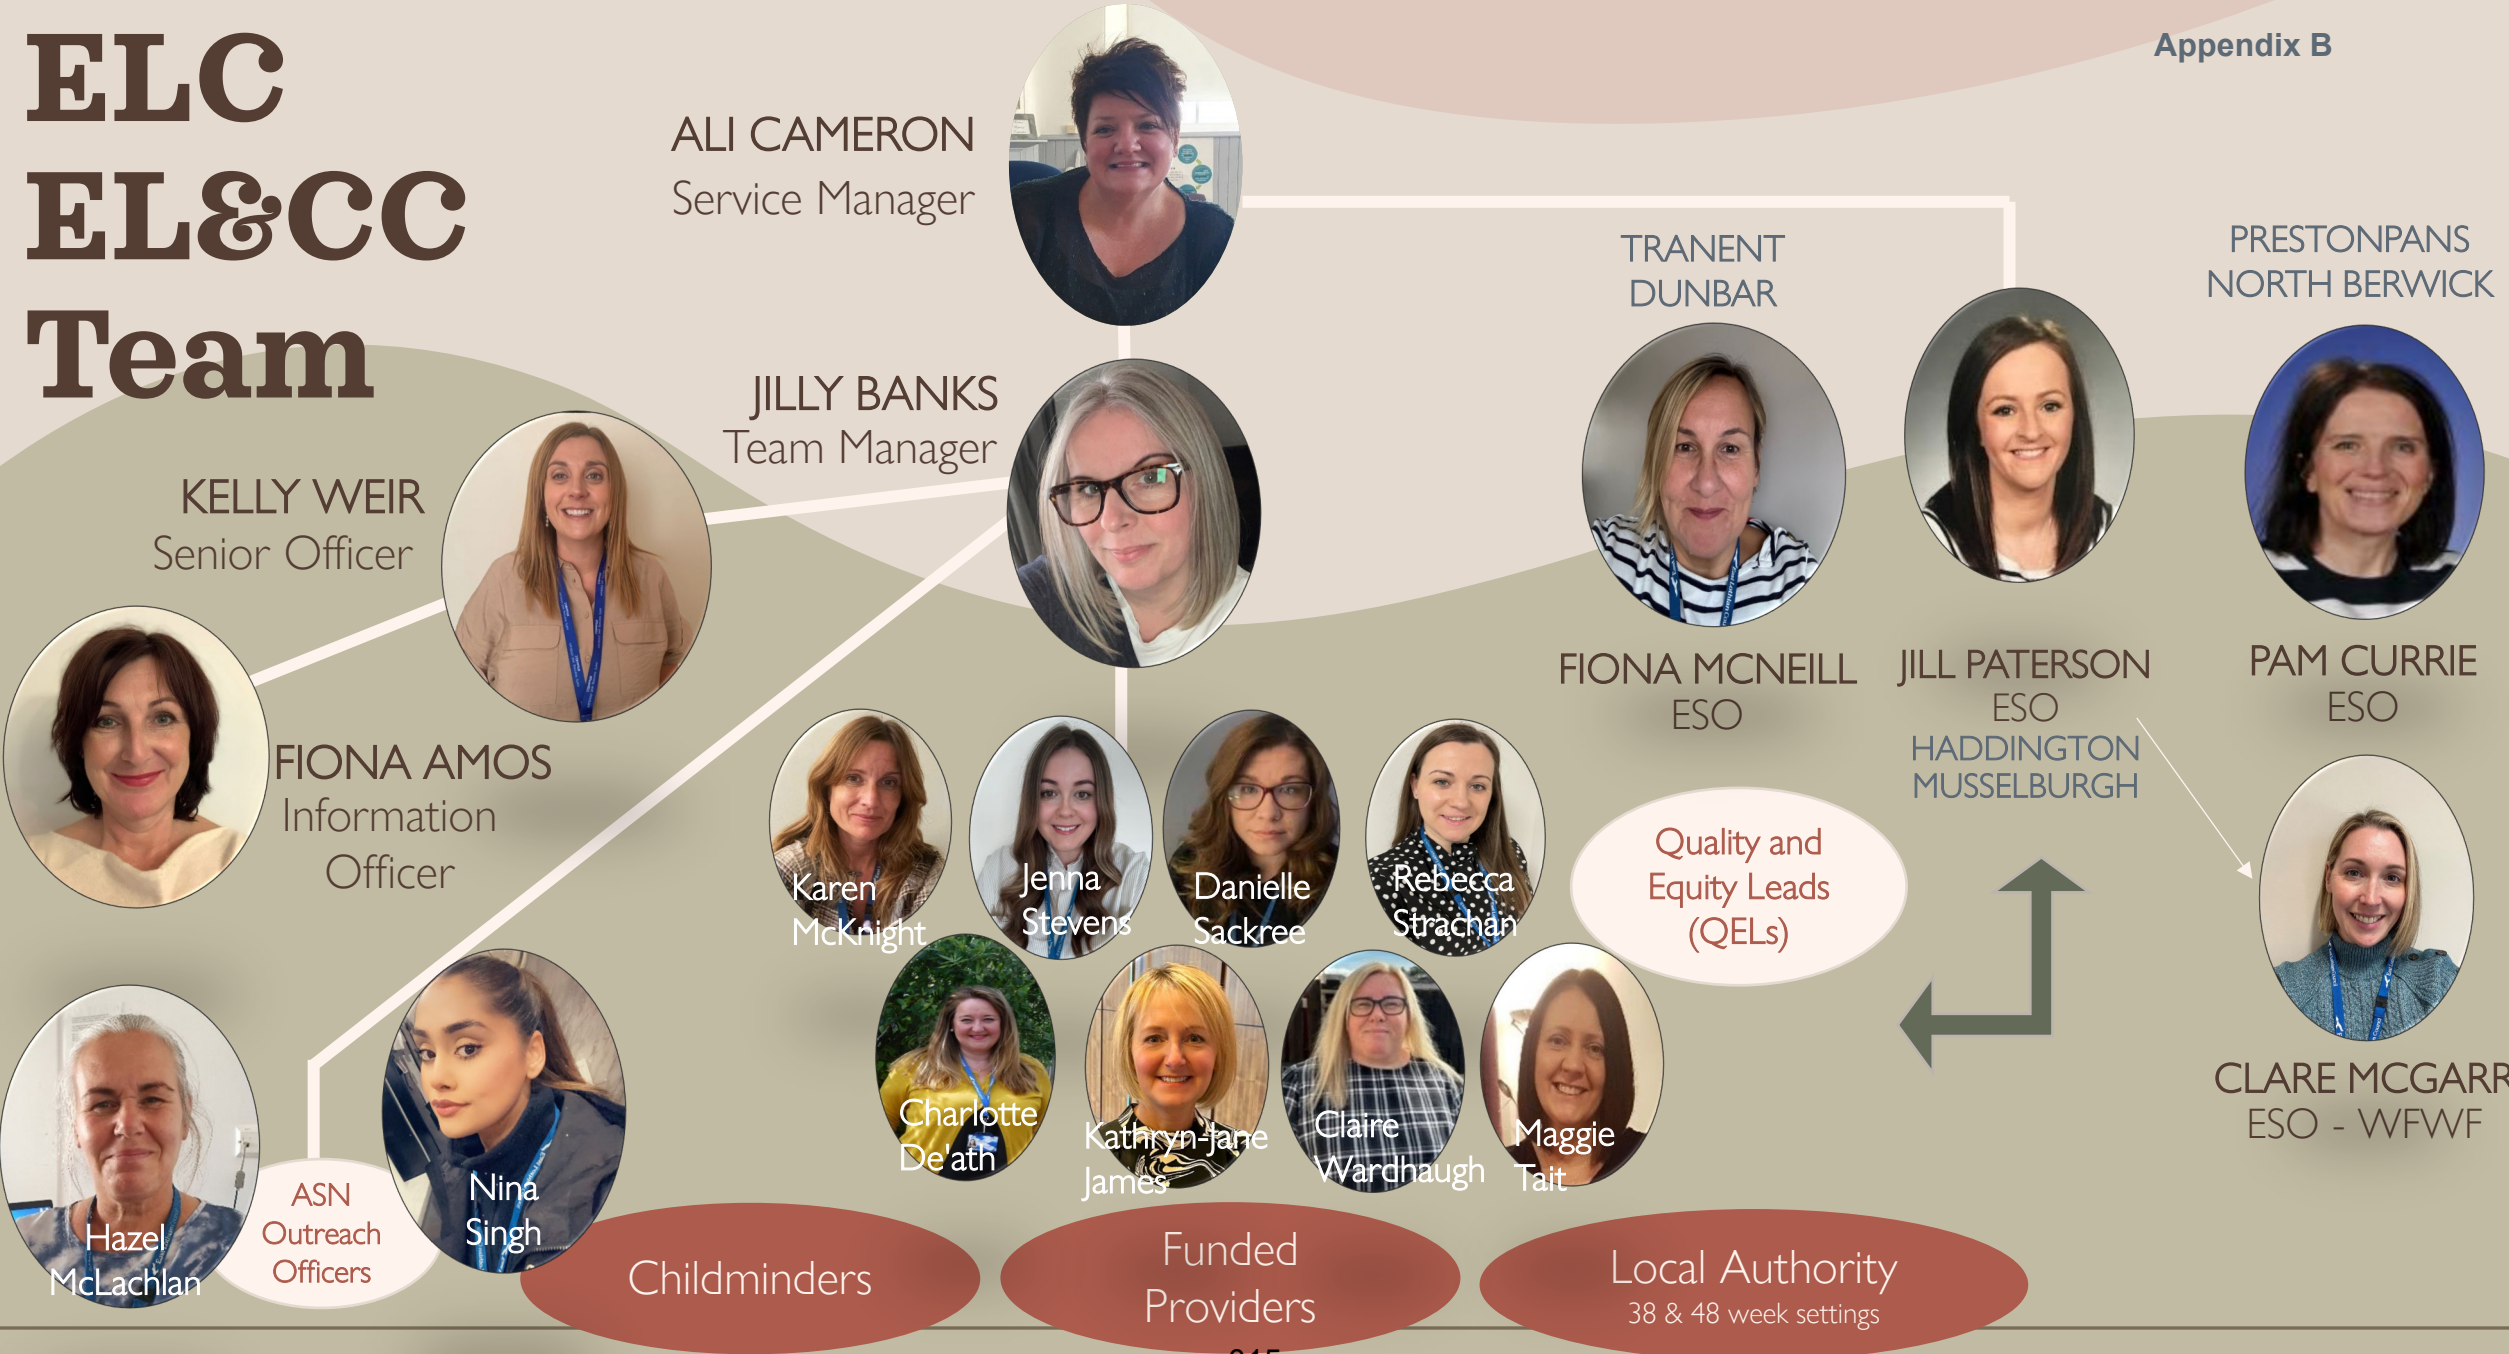 ELC
EL&CC
Team
Appendix B
ALI CAMERON
Service Manager
TRANENT
DUNBAR
PRESTONPANS
NORTH BERWICK
JILLY BANKS
Team Manager
KELLY WEIR
Senior Officer
FIONA MCNEILL
ESO
JILL PATERSON
ESO
HADDINGTON
MUSSELBURGH
PAM CURRIE
ESO
FIONA AMOS
Information
Officer
Karen
McKnight
Jenna
Stevens
Danielle
Sackree
Rebecca
Strachan
Quality and
Equity Leads
(QELs)
Charlotte
De'ath
Kathryn-Jane
James
Claire
Wardhaugh
Maggie
Tait
CLARE MCGARR
ESO - WFWF
Hazel
McLachlan
ASN
Outreach
Officers
Nina
Singh
Childminders
Funded
Providers
Local Authority
38 & 48 week settings